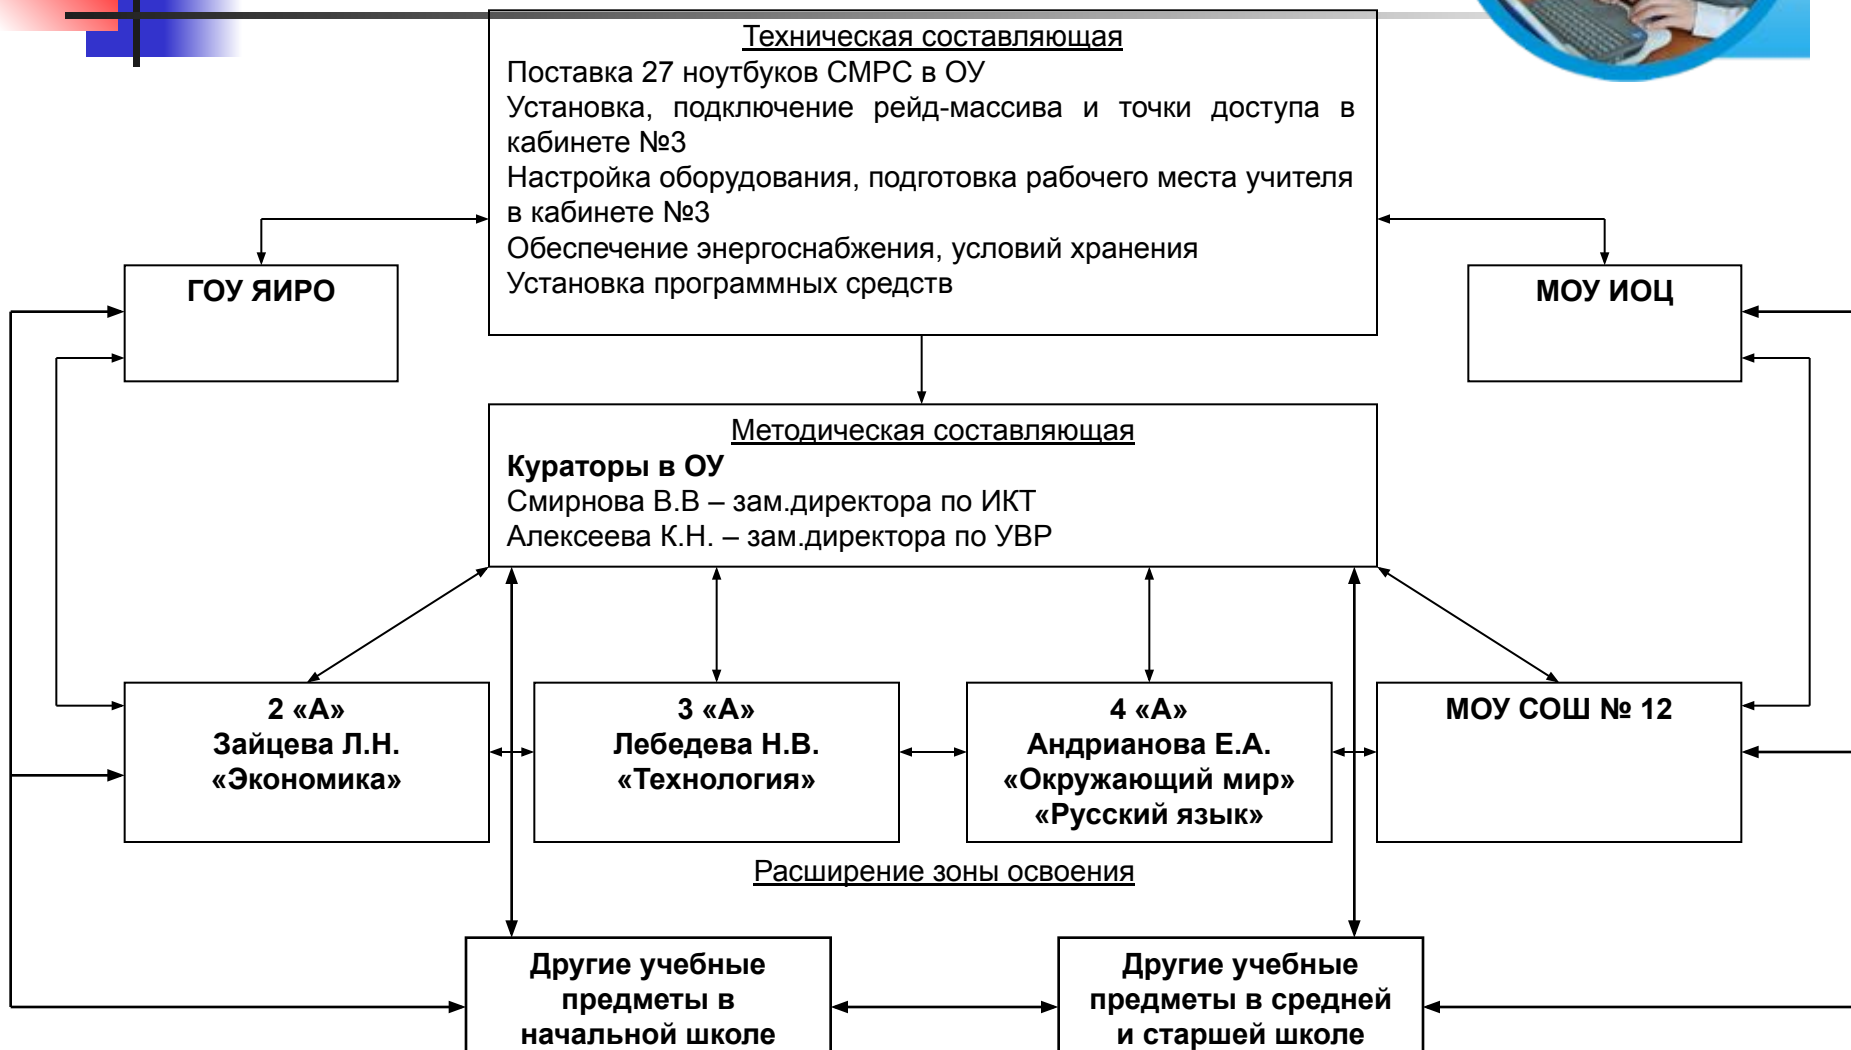 Техническая составляющая
Поставка 27 ноутбуков СМРС в ОУ
Установка, подключение рейд-массива и точки доступа в
кабинете №3
Настройка оборудования, подготовка рабочего места учителя
в кабинете №3
Обеспечение энергоснабжения, условий хранения
Установка программных средств
ГОУ ЯИРО
МОУ ИОЦ
Методическая составляющая
Кураторы в ОУ
Смирнова В.В – зам.директора по ИКТ
Алексеева К.Н. – зам.директора по УВР
2 «А»
Зайцева Л.Н.
«Экономика»
3 «А»
Лебедева Н.В.
«Технология»
4 «А»
Андрианова Е.А.
«Окружающий мир»
«Русский язык»
МОУ СОШ № 12
Расширение зоны освоения
Другие учебные
предметы в
начальной школе
Другие учебные
предметы в средней
и старшей школе